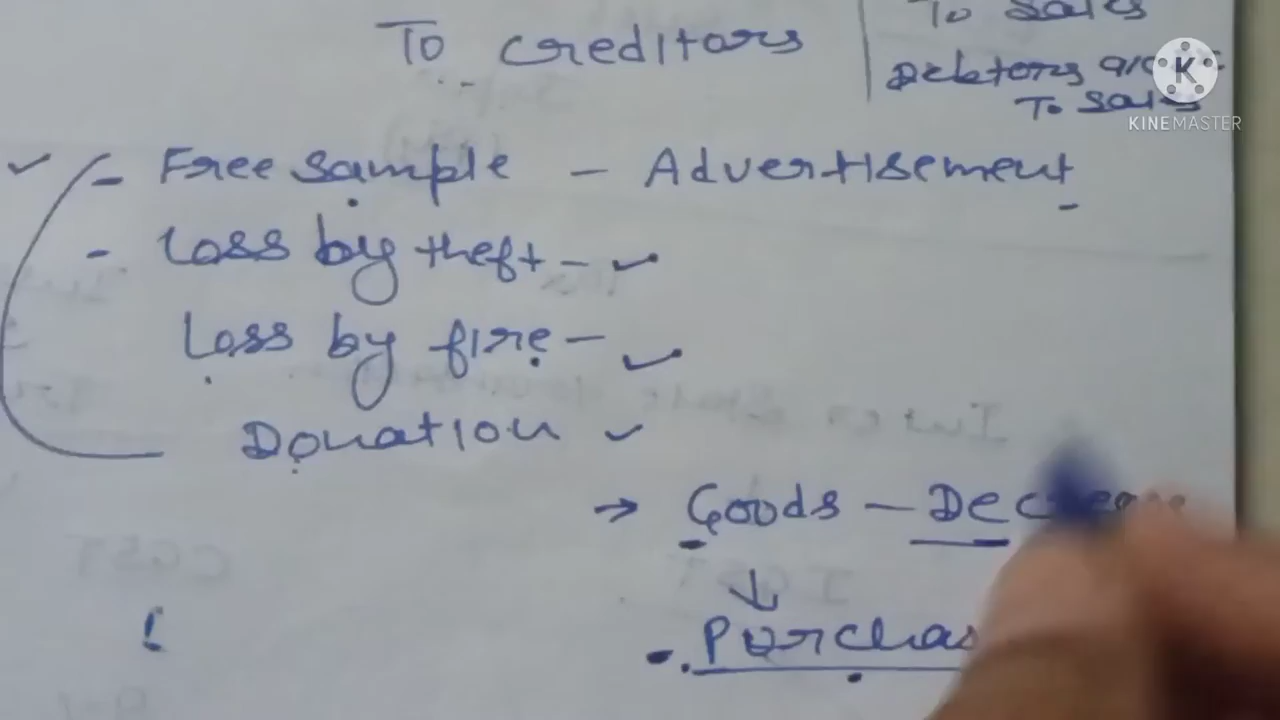 To Sales
To Creditors
Debtors a/c
To Sales
K
KINEMASTER
- Free Sample - Advertisement
- Loss by theft -
Loss by fire -
Donation
→ Goods - Decrease
↓
Purchas